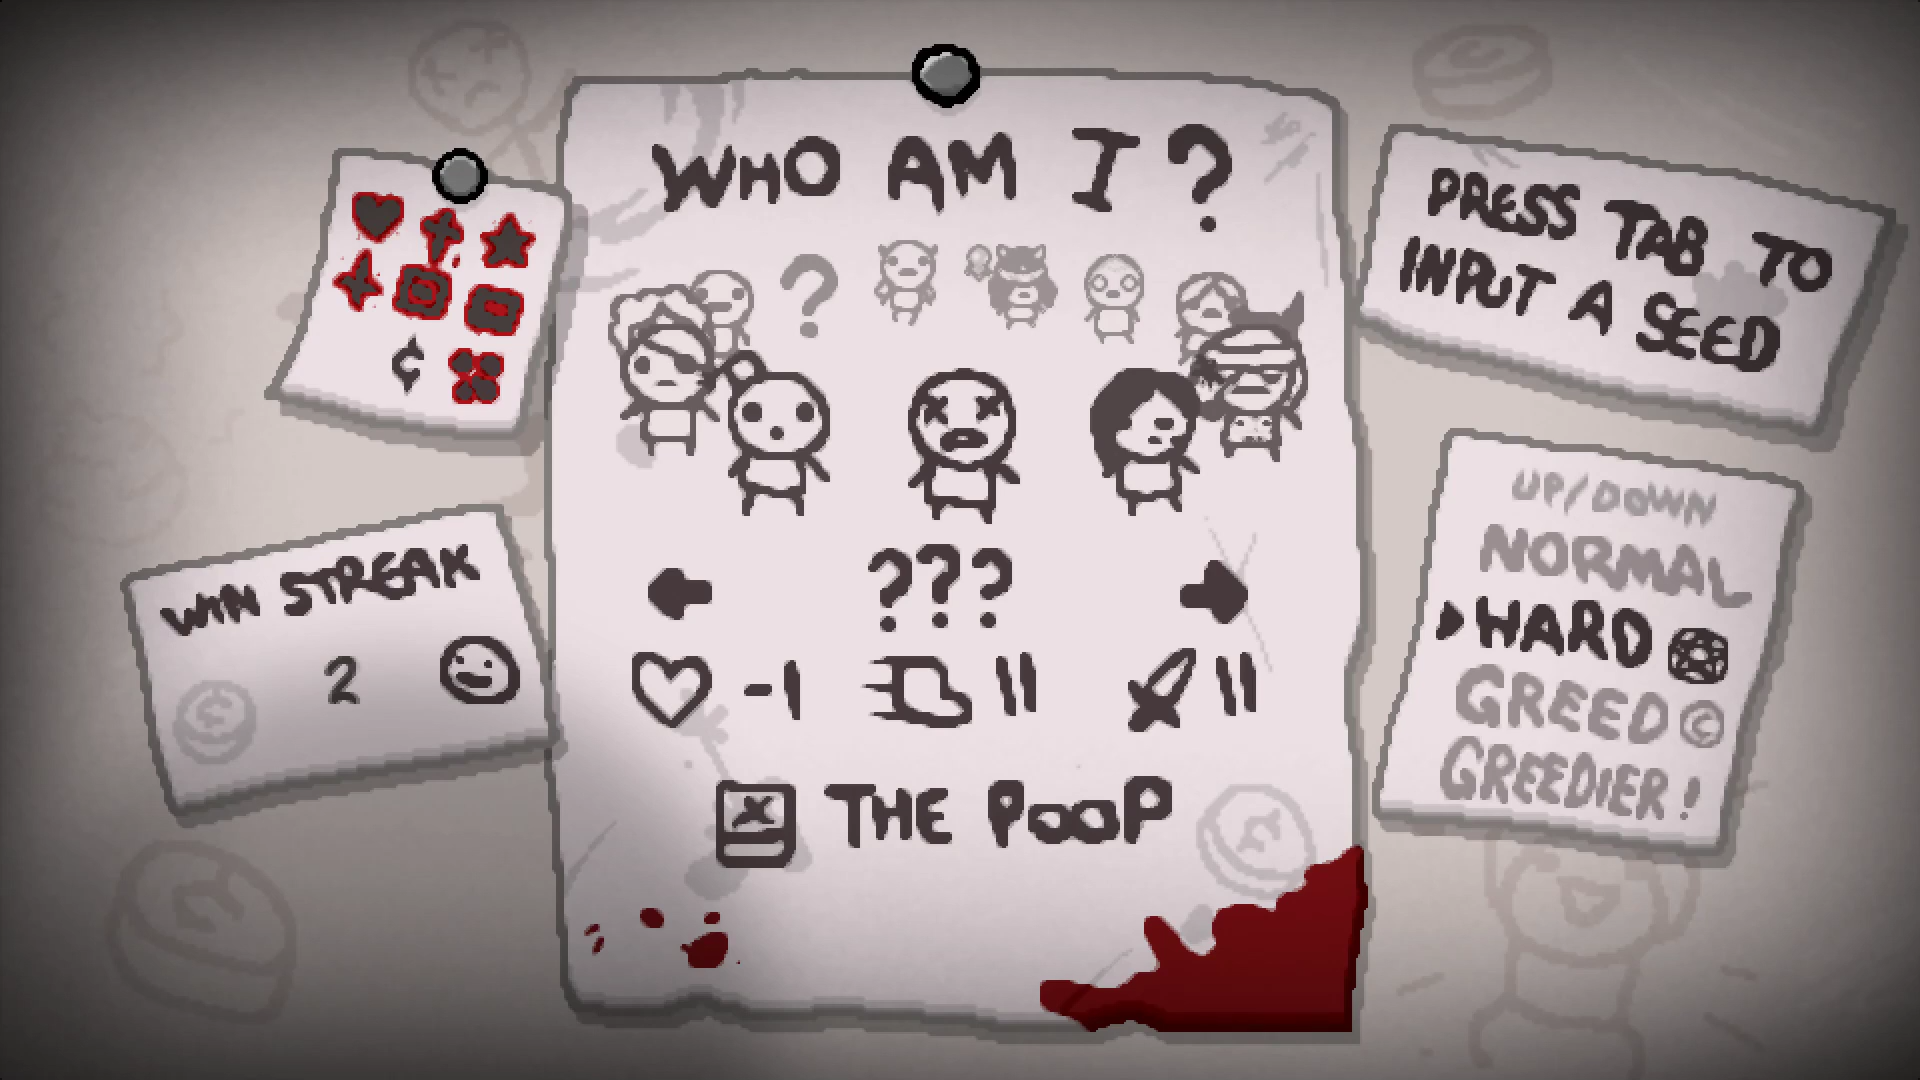 WHO AM I?
PRESS TAB TO
INPUT A SEED
WIN STREAK
2
???
-1
THE POOP
UP/DOWN
NORMAL
HARD
GREED
GREEDIER!